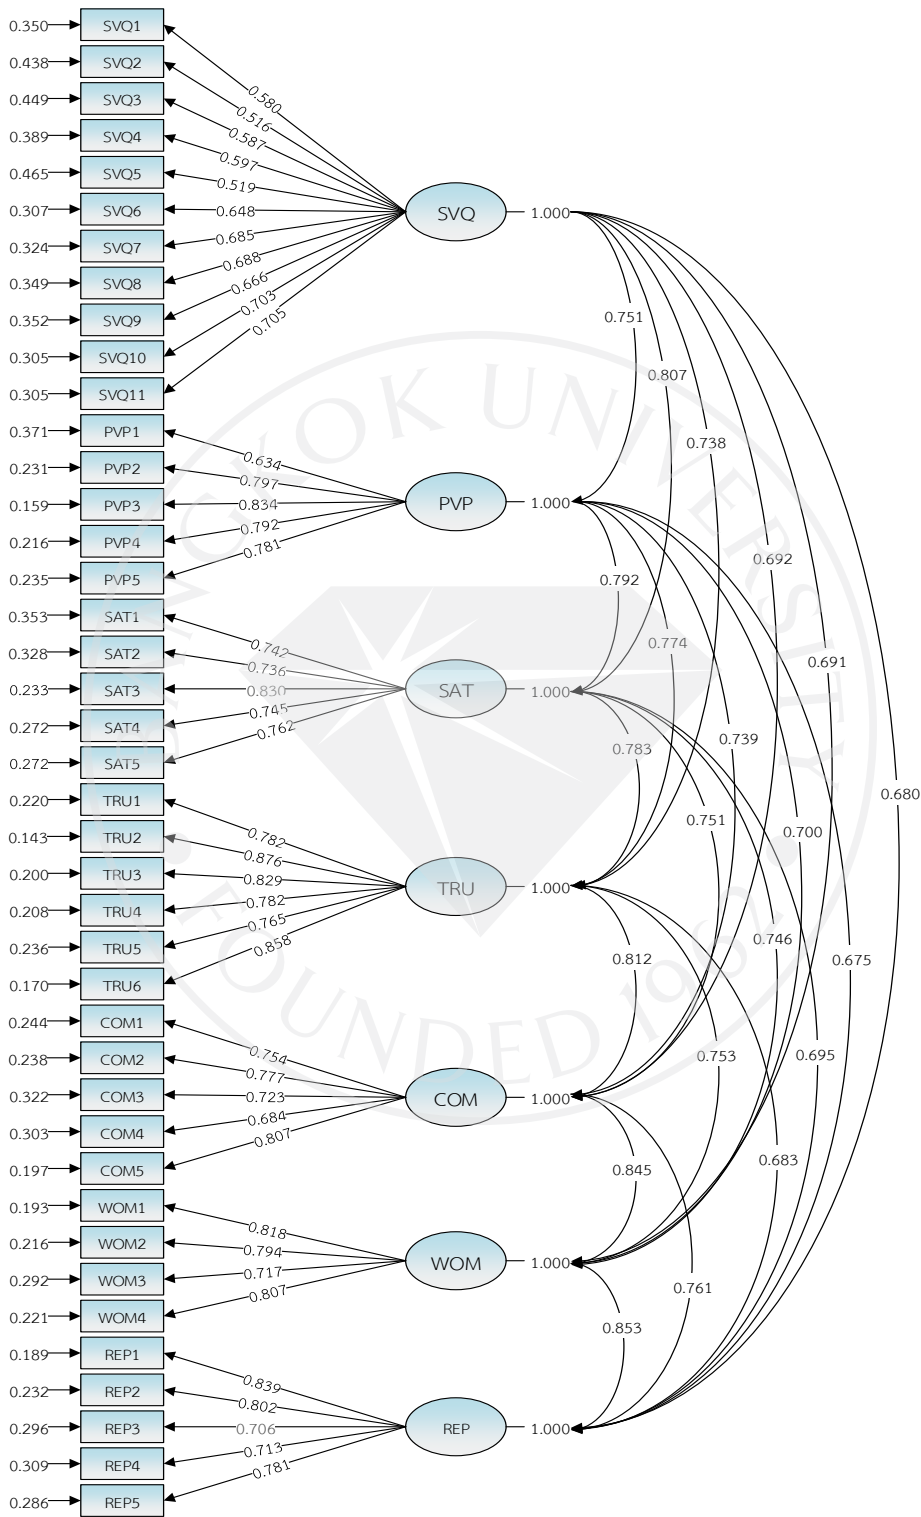 0.350 SVQ1
0.438 SVQ2
0.449 SVQ3
0.389 SVQ4
0.465 SVQ5
0.307 SVQ6
0.324 SVQ7
0.349 SVQ8
0.352 SVQ9
0.305 SVQ10
0.305 SVQ11
0.580
0.516
0.587
0.597
0.519
0.648
0.685
0.688
0.666
0.703
0.705
SVQ 1.000
0.371 PVP1
0.231 PVP2
0.159 PVP3
0.216 PVP4
0.235 PVP5
0.634
0.797
0.834
0.792
0.781
PVP 1.000
0.353 SAT1
0.328 SAT2
0.233 SAT3
0.272 SAT4
0.272 SAT5
0.742
0.736
0.830
0.745
0.762
SAT 1.000
0.220 TRU1
0.143 TRU2
0.200 TRU3
0.208 TRU4
0.236 TRU5
0.170 TRU6
0.782
0.876
0.829
0.782
0.765
0.858
TRU 1.000
0.244 COM1
0.238 COM2
0.322 COM3
0.303 COM4
0.197 COM5
0.754
0.777
0.723
0.684
0.807
COM 1.000
0.193 WOM1
0.216 WOM2
0.292 WOM3
0.221 WOM4
0.818
0.794
0.717
0.807
WOM 1.000
0.189 REP1
0.232 REP2
0.296 REP3
0.309 REP4
0.286 REP5
0.839
0.802
0.706
0.713
0.781
REP 1.000
0.751
0.807
0.738
0.692
0.691
0.680
0.792
0.774
0.739
0.700
0.675
0.783
0.751
0.746
0.695
0.812
0.753
0.683
0.845
0.761
0.853
BANGKOK UNIVERSITY
FOUNDED 1962